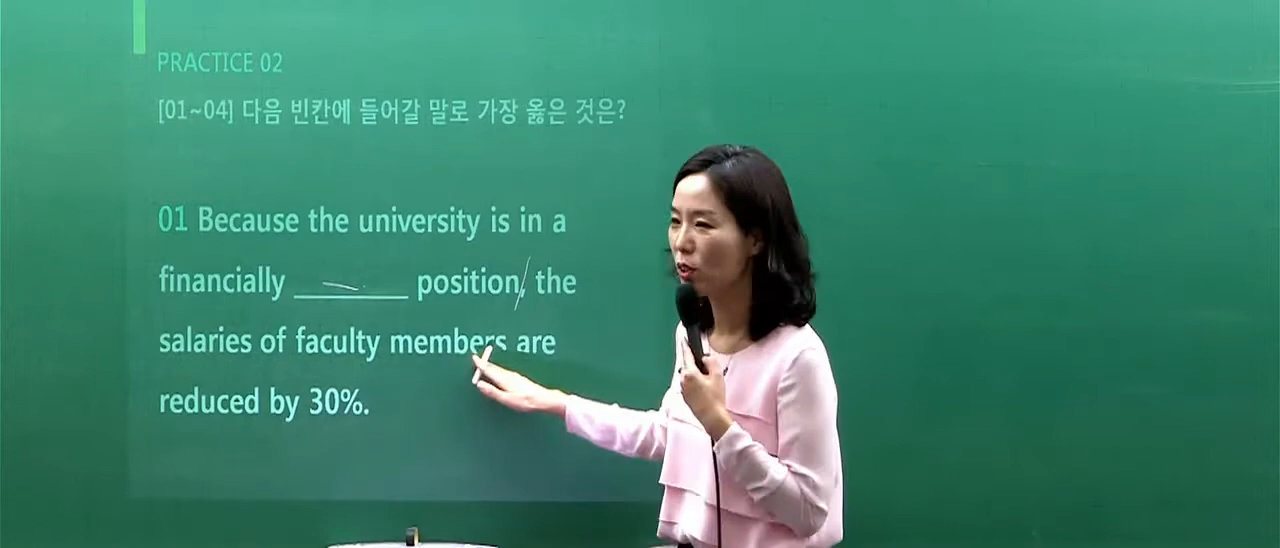 PRACTICE 02
[01~04] 다음 빈칸에 들어갈 말로 가장 옳은 것은?
01 Because the university is in a
financially ________ position, the
salaries of faculty members are
reduced by 30%.